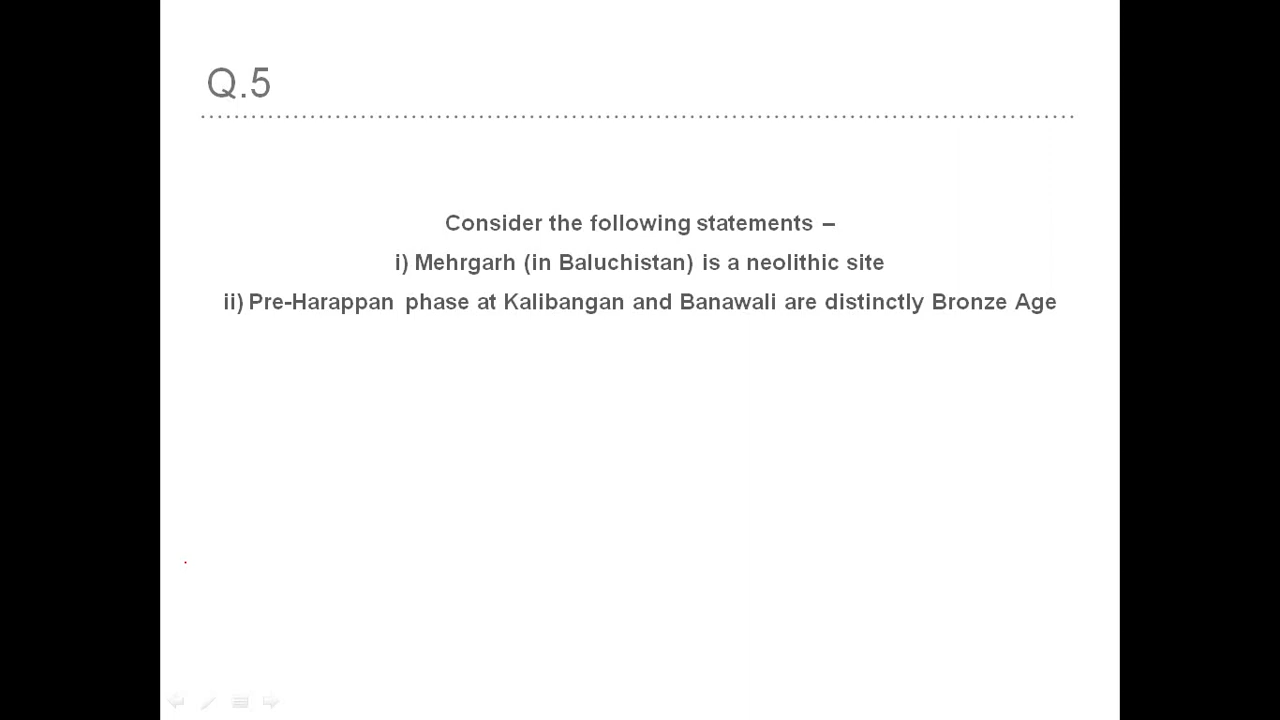 Q.5
Consider the following statements –
i) Mehrgarh (in Baluchistan) is a neolithic site
ii) Pre-Harappan phase at Kalibangan and Banawali are distinctly Bronze Age